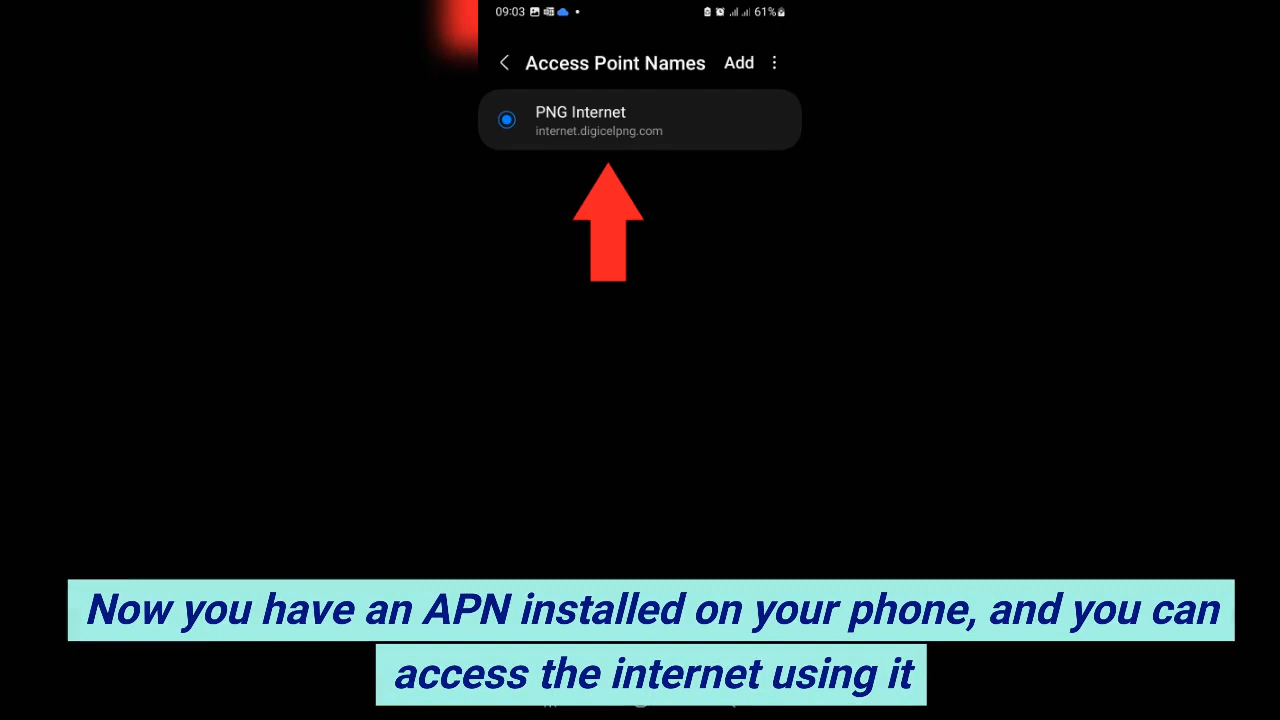 09:03 61%
Access Point Names Add
PNG Internet
internet.digicelpng.com
Now you have an APN installed on your phone, and you can
access the internet using it